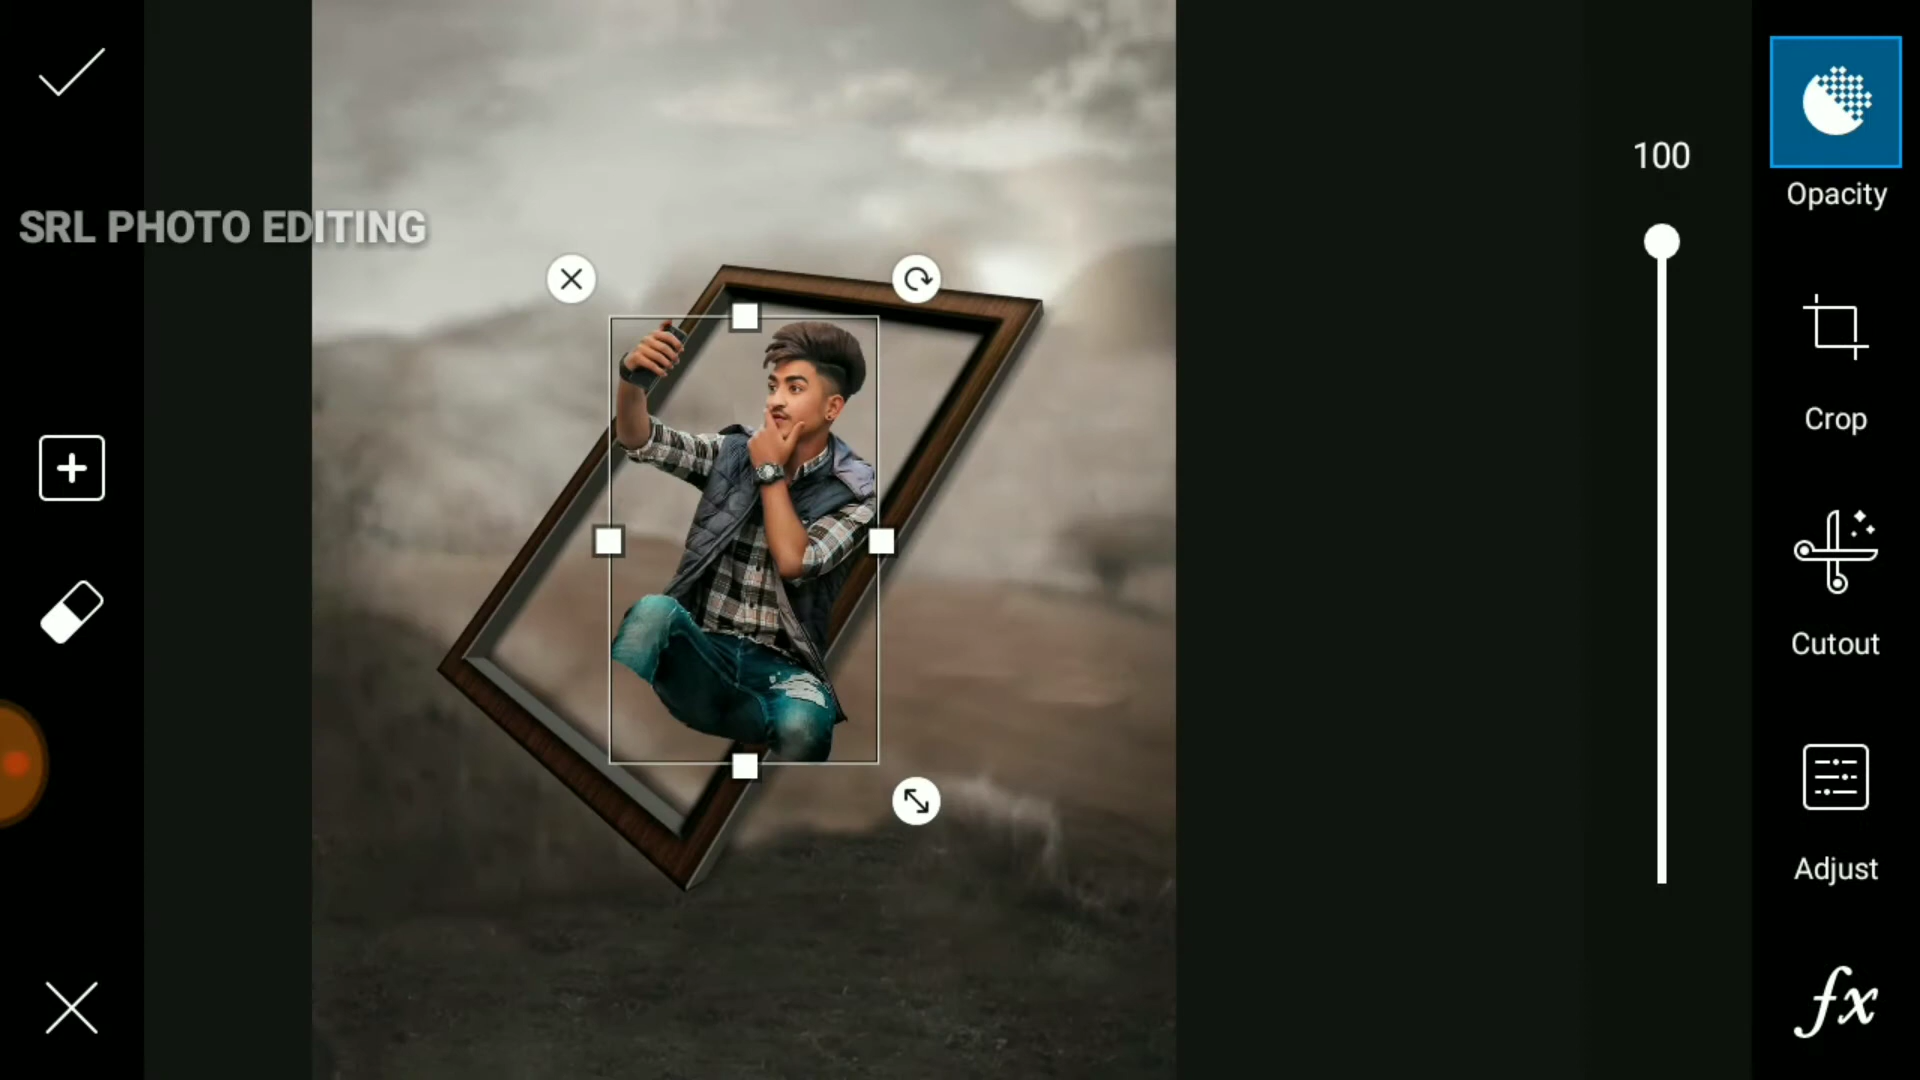 SRL PHOTO EDITING
100
Opacity
Crop
Cutout
Adjust
fx